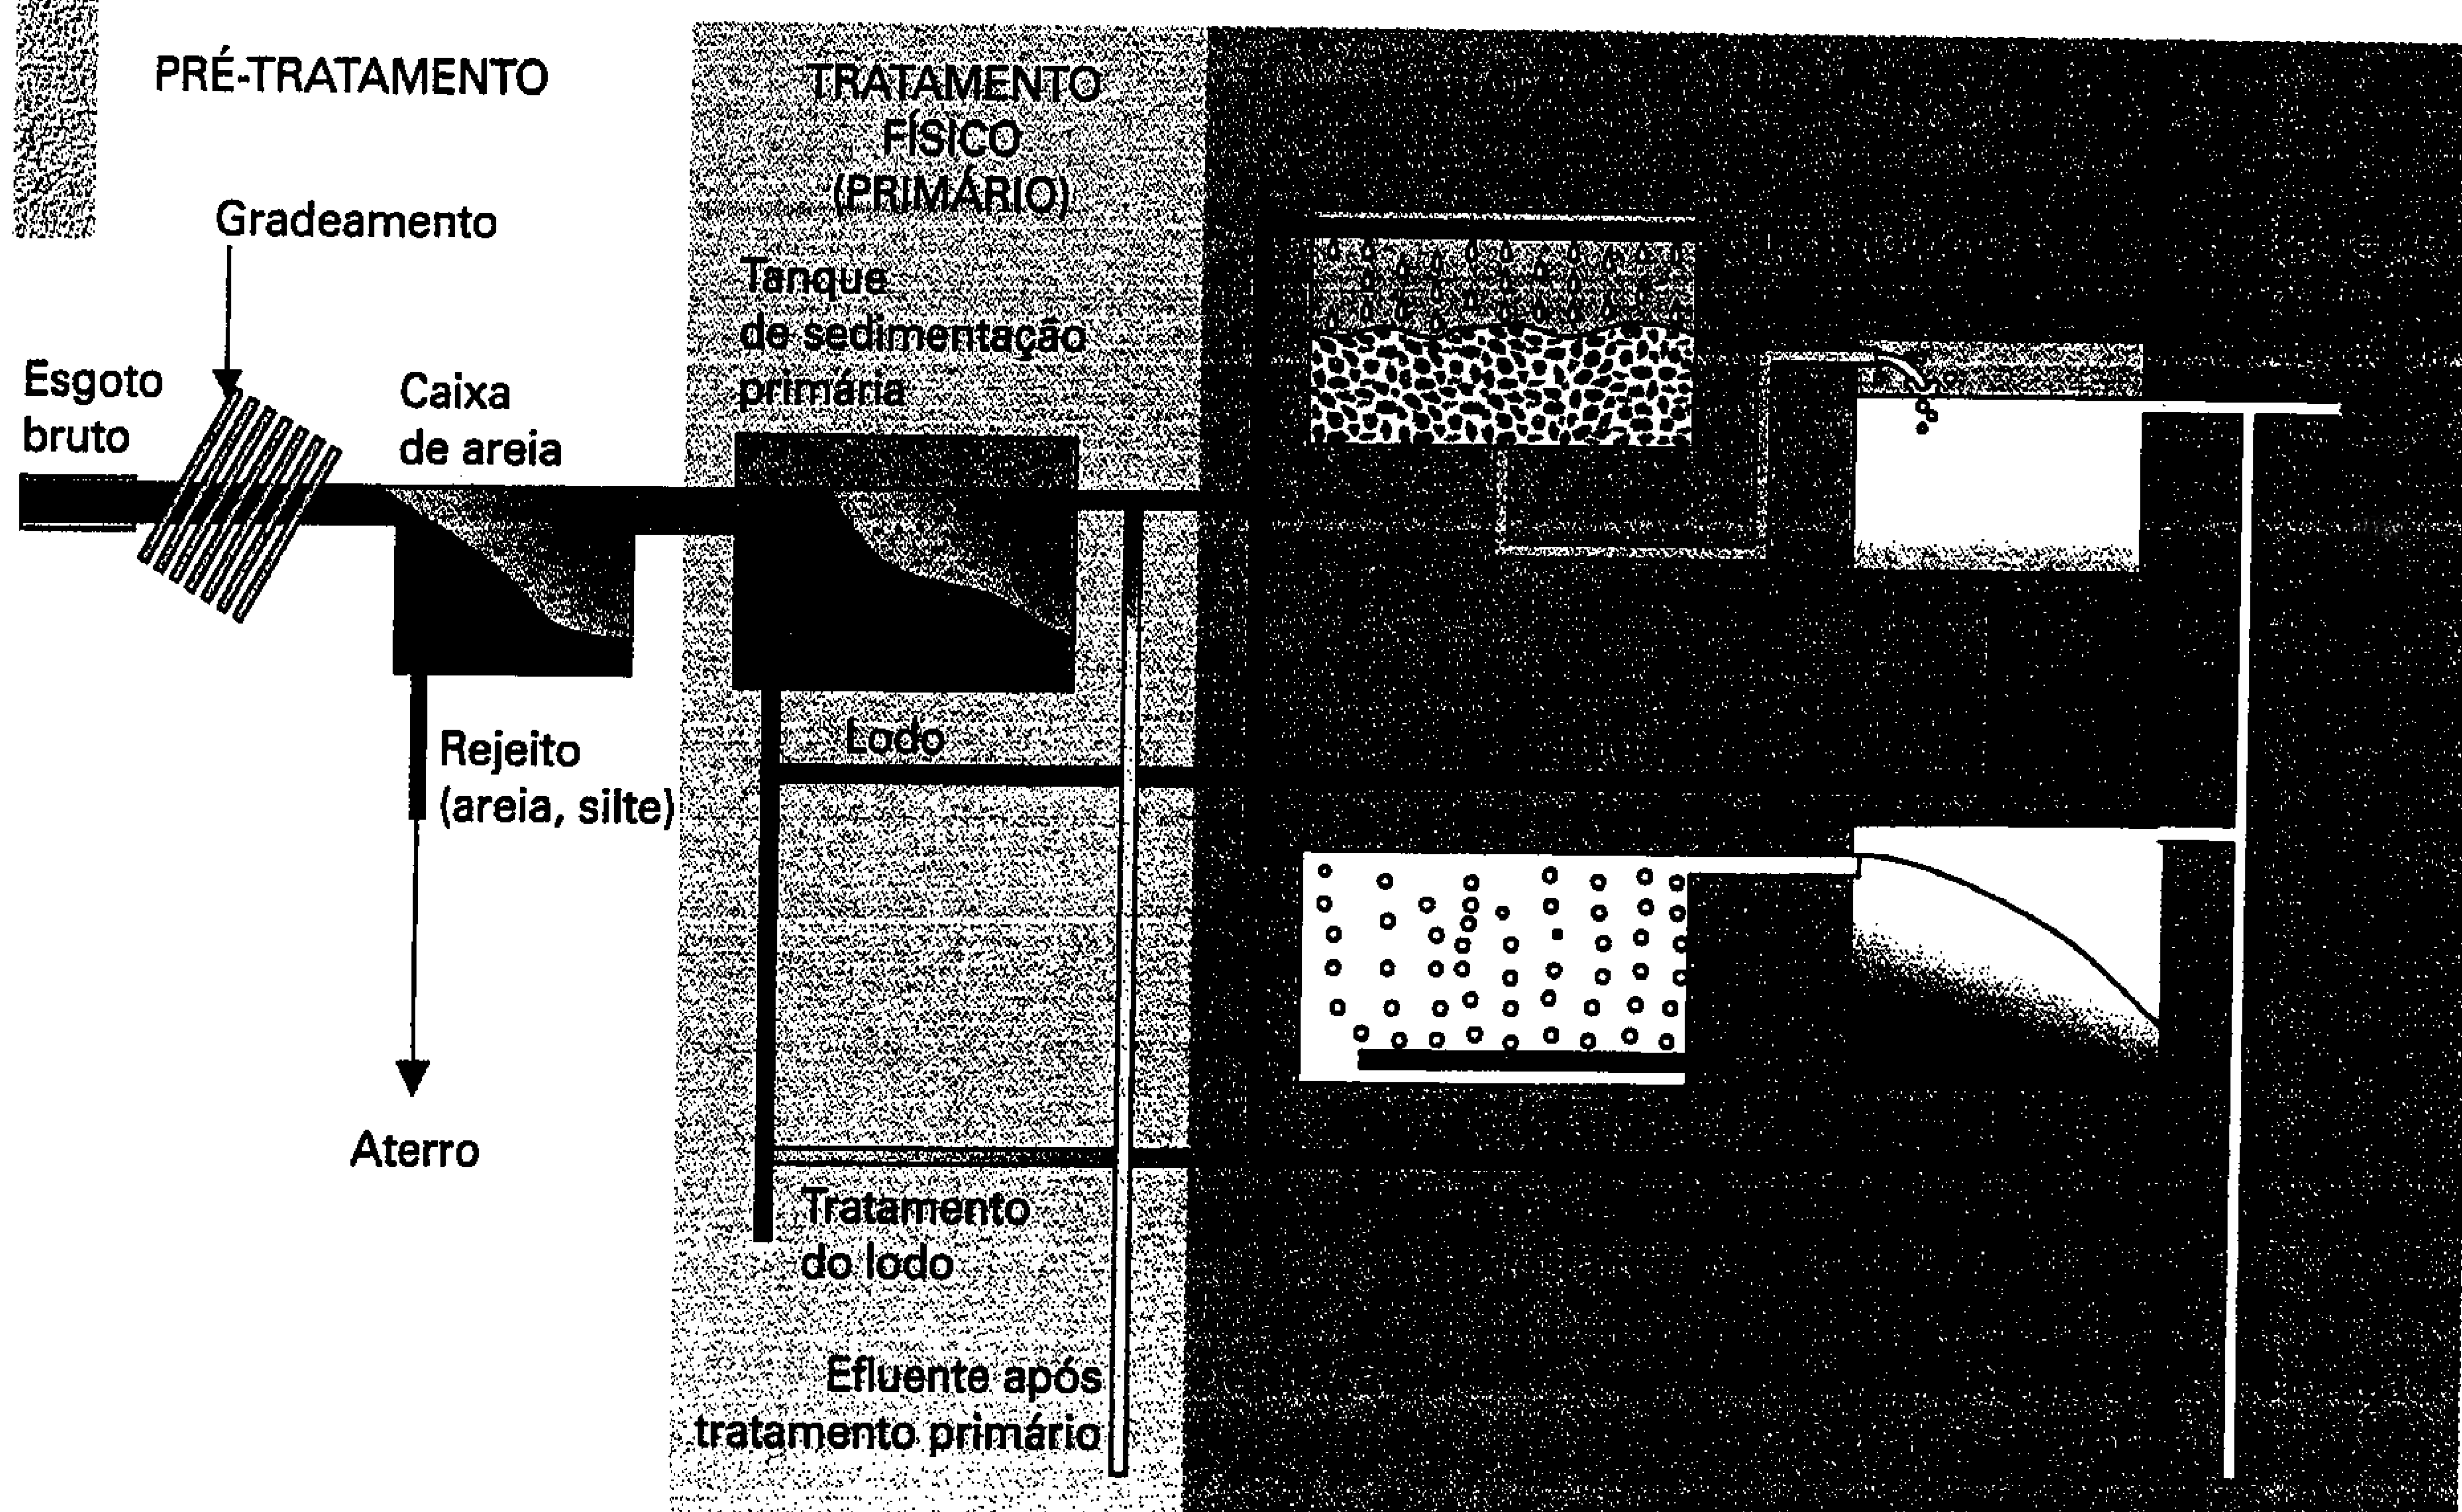 PRÉ-TRATAMENTO
Gradeamento
Esgoto
bruto
Caixa
de areia
Rejeito
(areia, silte)
Aterro
TRATAMENTO
FÍSICO
(PRIMÁRIO)
Tanque
de sedimentação
primária
Lodo
Tratamento
do lodo
Efluente após
tratamento primário